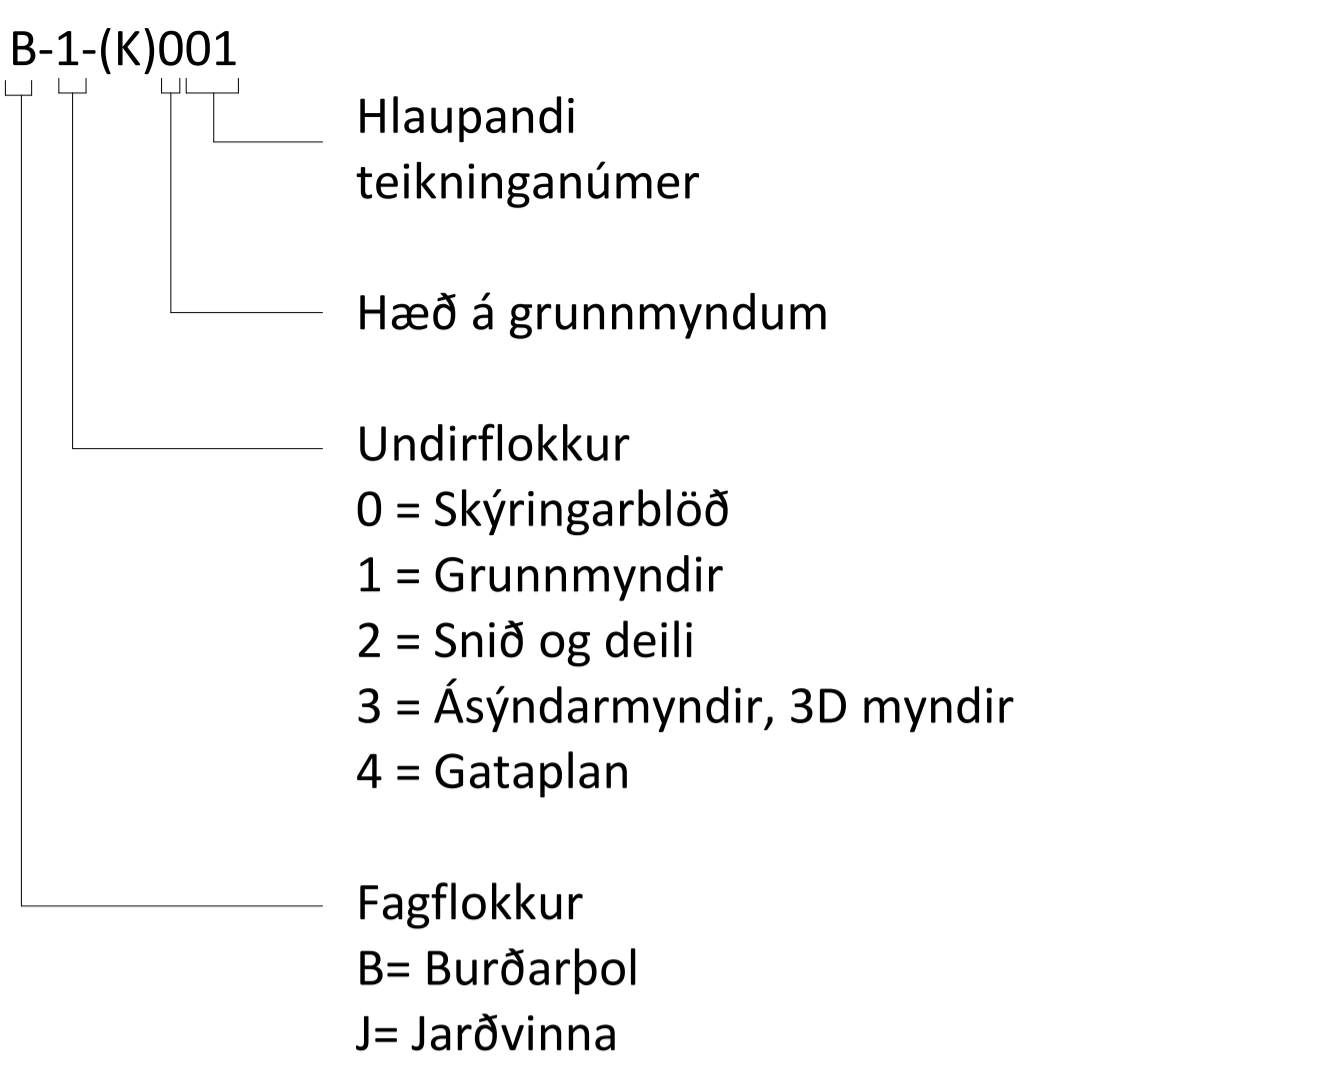 B-1-(K)001
Hlaupandi
teikninganúmer
Hæð á grunnmyndum
Undirflokkur
0 = Skýringarblöð
1 = Grunnmyndir
2 = Snið og deili
3 = Ásýndarmyndir, 3D myndir
4 = Gataplan
Fagflokkur
B= Burðarþol
J= Jarðvinna